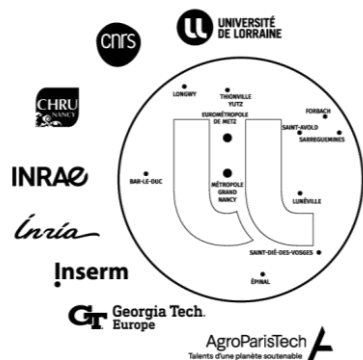 cnrs
UNIVERSITÉ
DE LORRAINE
CHRU
NANCY
LONGWY
THIONVILLE
YUTZ
EUROMÉTROPOLE
DE METZ
FORBACH
SAINT-AVOLD
SARREGUEMINES
INRAE
BAR-LE-DUC
MÉTROPOLE
GRAND
NANCY
LUNÉVILLE
Inria
Inserm
SAINT-DIÉ-DES-VOSGES
ÉPINAL
GT Georgia Tech.
Europe
AgroParisTech
Talents d'une planète soutenable